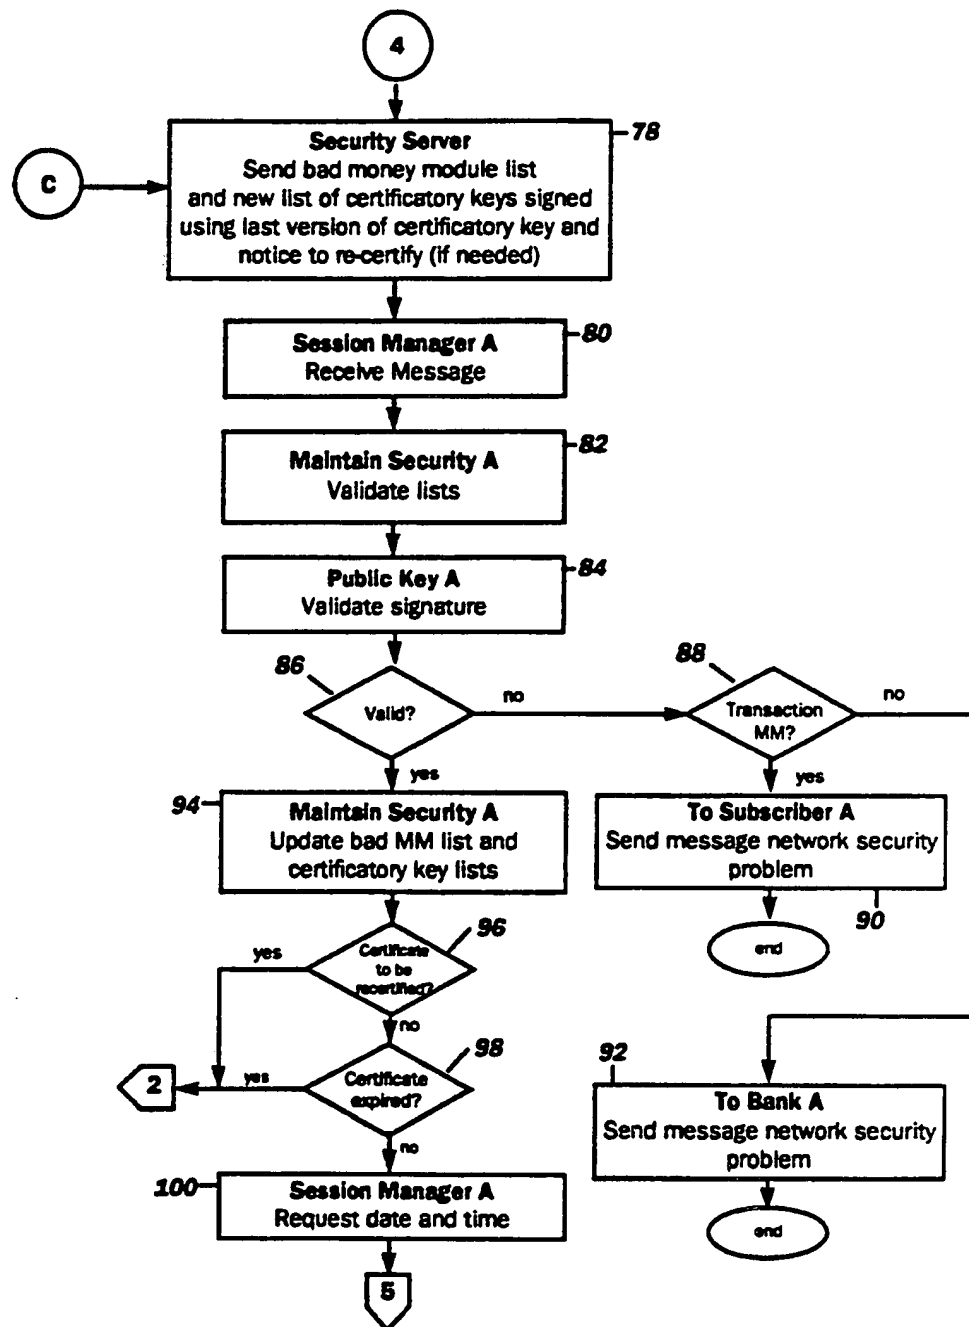 4
C
Security Server
78
Send bad money module list
and new list of certificatory keys signed
using last version of certificatory key and
notice to re-certify (if needed)
Session Manager A
80
Receive Message
Maintain Security A
82
Validate lists
Public Key A
84
Validate signature
86
Valid?
no
88
Transaction
MM?
no
yes
yes
94
Maintain Security A
Update bad MM list and
certificatory key lists
To Subscriber A
Send message network security
problem
90
end
96
Certificate
to be
recertified?
yes
no
98
Certificate
expired?
yes
2
no
92
To Bank A
Send message network security
problem
end
100
Session Manager A
Request date and time
5